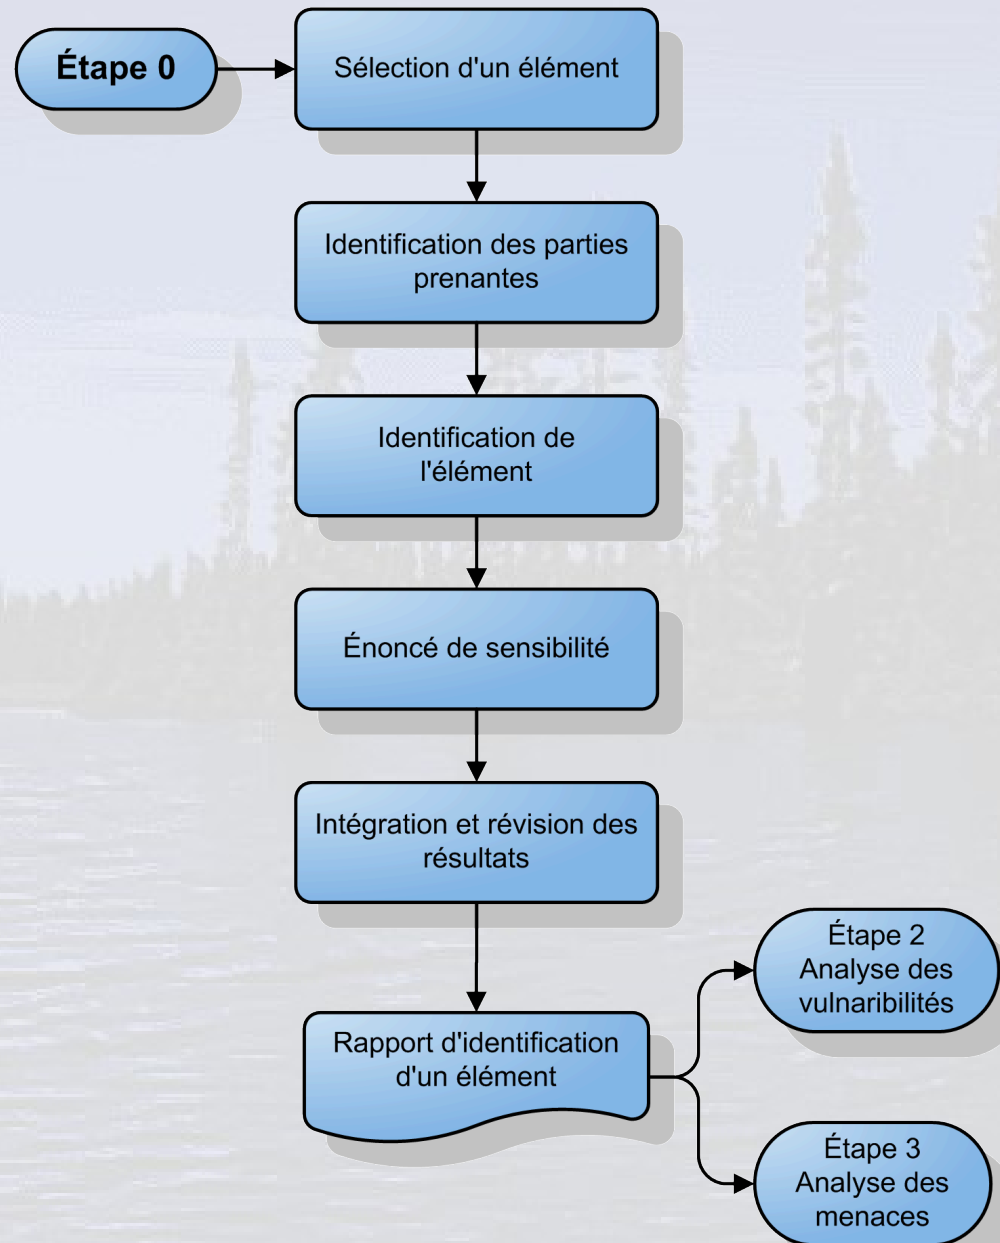 Étape 0
Sélection d'un élément
Identification des parties
prenantes
Identification de
l'élément
Énoncé de sensibilité
Intégration et révision des
résultats
Rapport d'identification
d'un élément
Étape 2
Analyse des
vulnaribilités
Étape 3
Analyse des
menaces